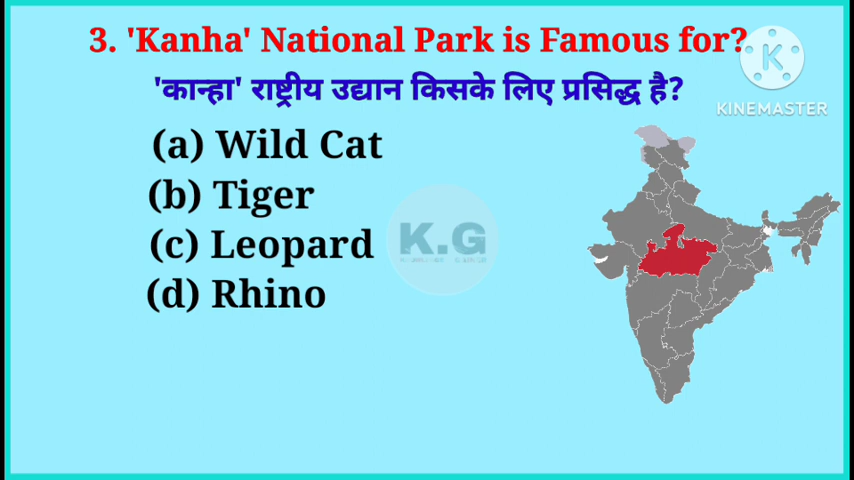 3. 'Kanha' National Park is Famous for?
'कान्हा' राष्ट्रीय उद्यान किसके लिए प्रसिद्ध है?
K
KINEMASTER
(a) Wild Cat
(b) Tiger
(c) Leopard
(d) Rhino
K.G